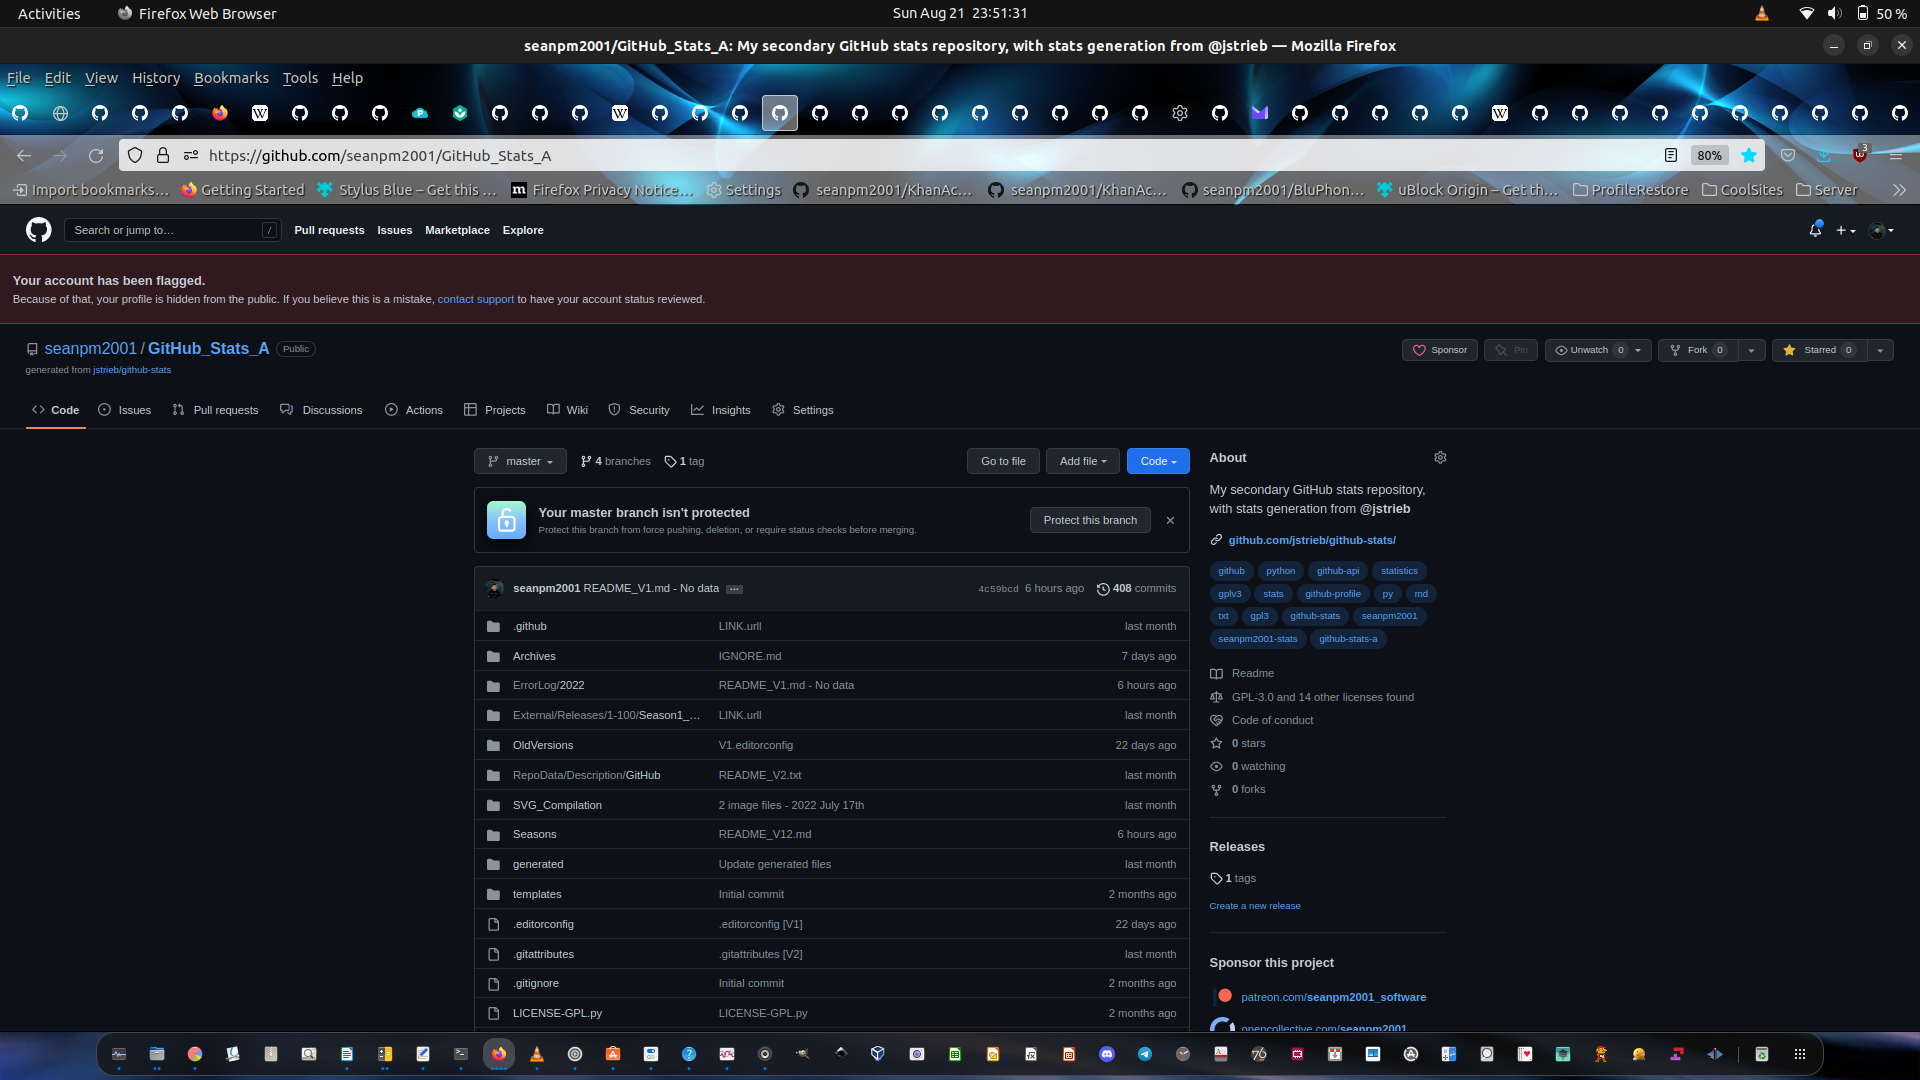 Activities
Firefox Web Browser
Sun Aug 21 23:51:31
50 %
seanpm2001/GitHub_Stats_A: My secondary GitHub stats repository, with stats generation from @jstrieb — Mozilla Firefox
File Edit View History Bookmarks Tools Help
https://github.com/seanpm2001/GitHub_Stats_A
80%
3
Import bookmarks…
Getting Started
Stylus Blue – Get this …
Firefox Privacy Notice…
Settings
seanpm2001/KhanAc…
seanpm2001/KhanAc…
seanpm2001/BluPhon…
uBlock Origin – Get th…
ProfileRestore
CoolSites
Server
Search or jump to…
/
Pull requests
Issues
Marketplace
Explore
Your account has been flagged.
Because of that, your profile is hidden from the public. If you believe this is a mistake, contact support to have your account status reviewed.
seanpm2001 / GitHub_Stats_A
Public
Sponsor
Pin
Unwatch 0
Fork 0
Starred 0
generated from jstrieb/github-stats
Code
Issues
Pull requests
Discussions
Actions
Projects
Wiki
Security
Insights
Settings
master
4 branches
1 tag
Go to file
Add file
Code
Your master branch isn't protected
Protect this branch from force pushing, deletion, or require status checks before merging.
Protect this branch
seanpm2001 README_V1.md - No data
4c59bcd 6 hours ago
408 commits
.github LINK.urll last month
Archives IGNORE.md 7 days ago
ErrorLog/2022 README_V1.md - No data 6 hours ago
External/Releases/1-100/Season1_… LINK.urll last month
OldVersions V1.editorconfig 22 days ago
RepoData/Description/GitHub README_V2.txt last month
SVG_Compilation 2 image files - 2022 July 17th last month
Seasons README_V12.md 6 hours ago
generated Update generated files last month
templates Initial commit 2 months ago
.editorconfig .editorconfig [V1] 22 days ago
.gitattributes .gitattributes [V2] last month
.gitignore Initial commit 2 months ago
LICENSE-GPL.py LICENSE-GPL.py 2 months ago
About
My secondary GitHub stats repository,
with stats generation from @jstrieb
github.com/jstrieb/github-stats/
github python github-api statistics
gplv3 stats github-profile py md
txt gpl3 github-stats seanpm2001
seanpm2001-stats github-stats-a
Readme
GPL-3.0 and 14 other licenses found
Code of conduct
0 stars
0 watching
0 forks
Releases
1 tags
Create a new release
Sponsor this project
patreon.com/seanpm2001_software
opencollective.com/seanpm2001